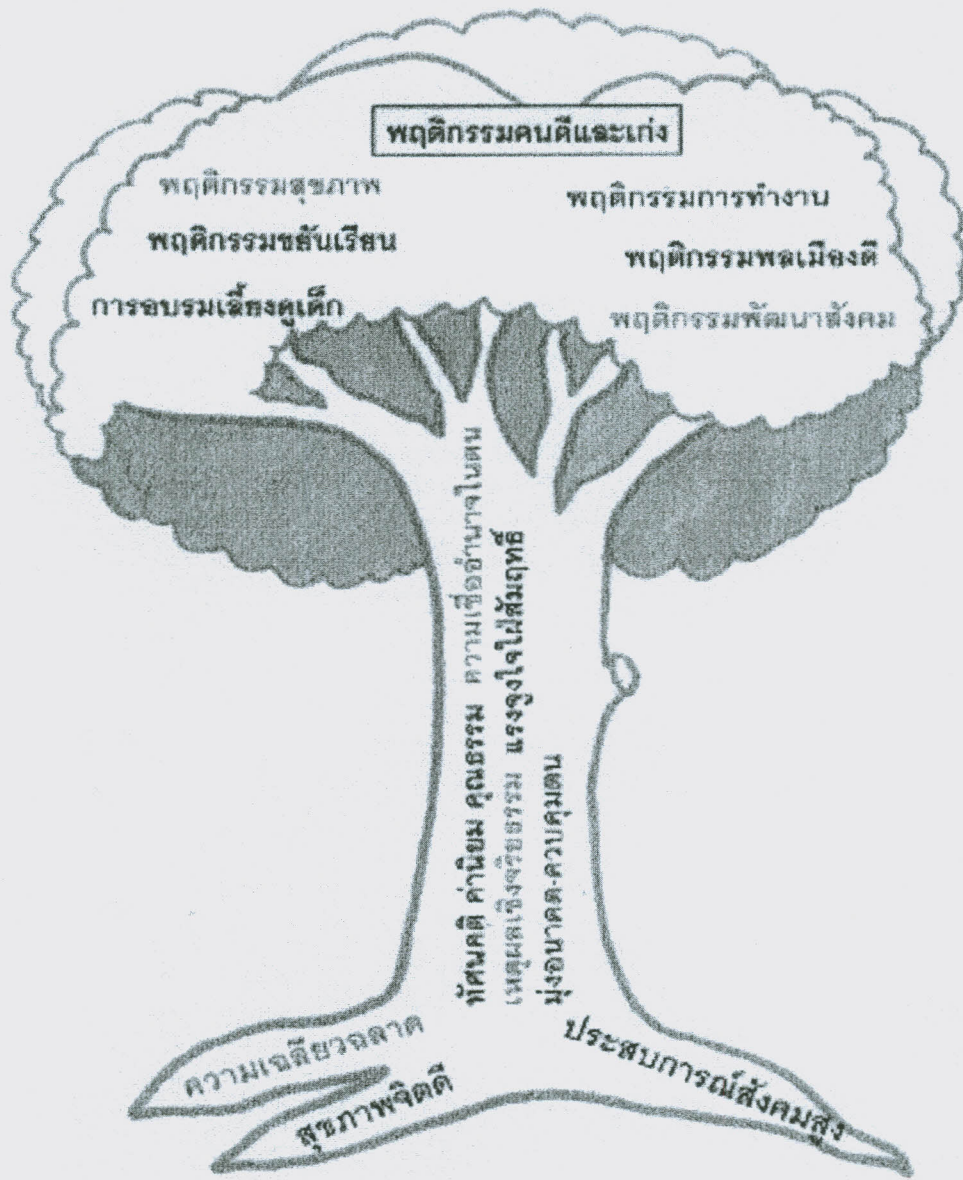 พฤติกรรมคนดีและเก่ง
พฤติกรรมสุขภาพ
พฤติกรรมการทำงาน
พฤติกรรมขยันเรียน
พฤติกรรมพลเมืองดี
การอบรมเลี้ยงดูเด็ก
พฤติกรรมพัฒนาสังคม
ทัศนคติ ค่านิยม คุณธรรม ความเชื่ออำนาจในตน
เหตุผลเชิงจริยธรรม แรงจูงใจใฝ่สัมฤทธิ์
มุ่งอนาคต-ควบคุมตน
ความเฉลียวฉลาด
สุขภาพจิตดี
ประสบการณ์สังคมสูง